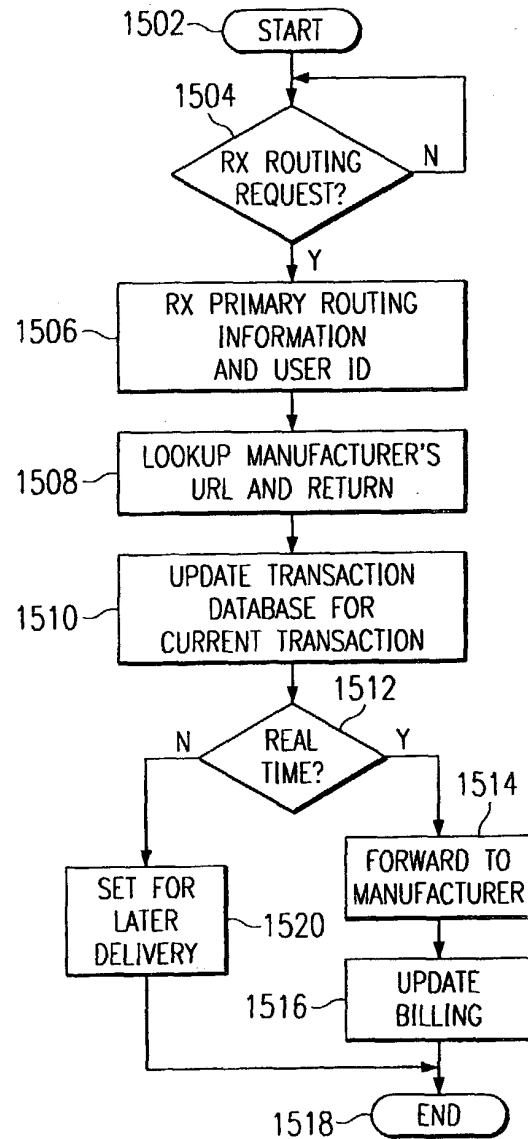 1502
START
1504
RX ROUTING
REQUEST?
N
Y
RX PRIMARY ROUTING
INFORMATION
AND USER ID
1506
LOOKUP MANUFACTURER'S
URL AND RETURN
1508
UPDATE TRANSACTION
DATABASE FOR
CURRENT TRANSACTION
1510
1512
N
REAL
TIME?
Y
1514
FORWARD TO
MANUFACTURER
SET FOR
LATER
DELIVERY
1520
UPDATE
BILLING
1516
1518
END